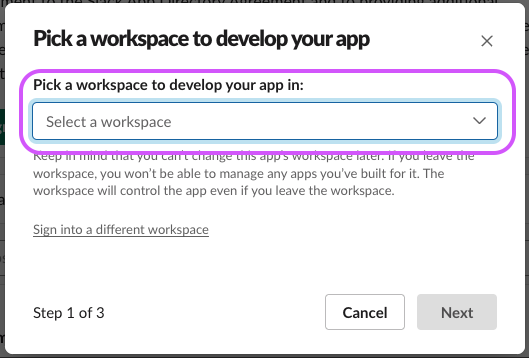 Pick a workspace to develop your app
Pick a workspace to develop your app in:
Select a workspace
Keep in mind that you can't change this app's workspace later. If you leave the
workspace, you won't be able to manage any apps you've built for it. The
workspace will control the app even if you leave the workspace.
Sign into a different workspace
Step 1 of 3
Cancel
Next